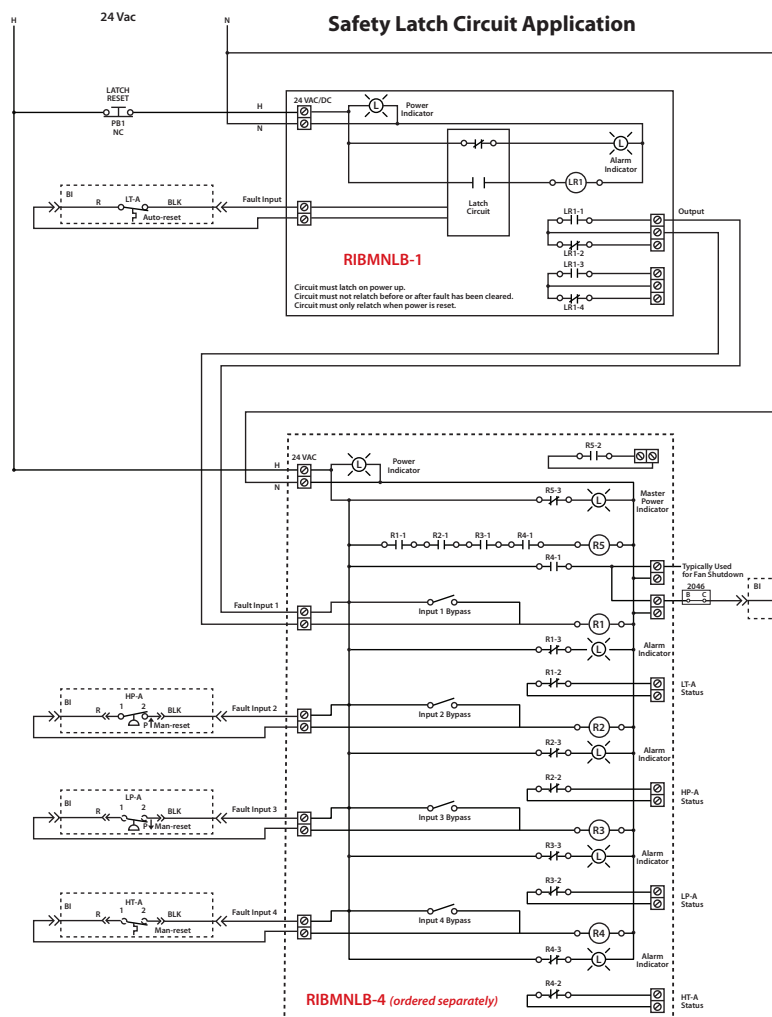 Safety Latch Circuit Application
24 Vac
H
N
LATCH
RESET
PB1
NC
H
N
24 VAC/DC
L
Power
Indicator
L
Alarm
Indicator
LR1
Latch
Circuit
BI
R
LT-A
BLK
Auto-reset
Fault Input
LR1-1
Output
LR1-2
LR1-3
LR1-4
RIBMNLB-1
Circuit must latch on power up.
Circuit must not relatch before or after fault has been cleared.
Circuit must only relatch when power is reset.
R5-2
24 VAC
H
N
L
Power
Indicator
R5-3
L
Master
Power
Indicator
R1-1
R2-1
R3-1
R4-1
R5
R4-1
Typically Used
for Fan Shutdown
2046
B
C
BI
Fault Input 1
Input 1 Bypass
R1
R1-3
L
Alarm
Indicator
R1-2
LT-A
Status
BI
HP-A
R
1
2
BLK
P
Man-reset
Fault Input 2
Input 2 Bypass
R2
R2-3
L
Alarm
Indicator
R2-2
HP-A
Status
BI
LP-A
R
1
2
BLK
P
Man-reset
Fault Input 3
Input 3 Bypass
R3
R3-3
L
Alarm
Indicator
R3-2
LP-A
Status
BI
HT-A
R
1
2
BLK
Man-reset
Fault Input 4
Input 4 Bypass
R4
R4-3
L
Alarm
Indicator
R4-2
HT-A
Status
RIBMNLB-4 (ordered separately)